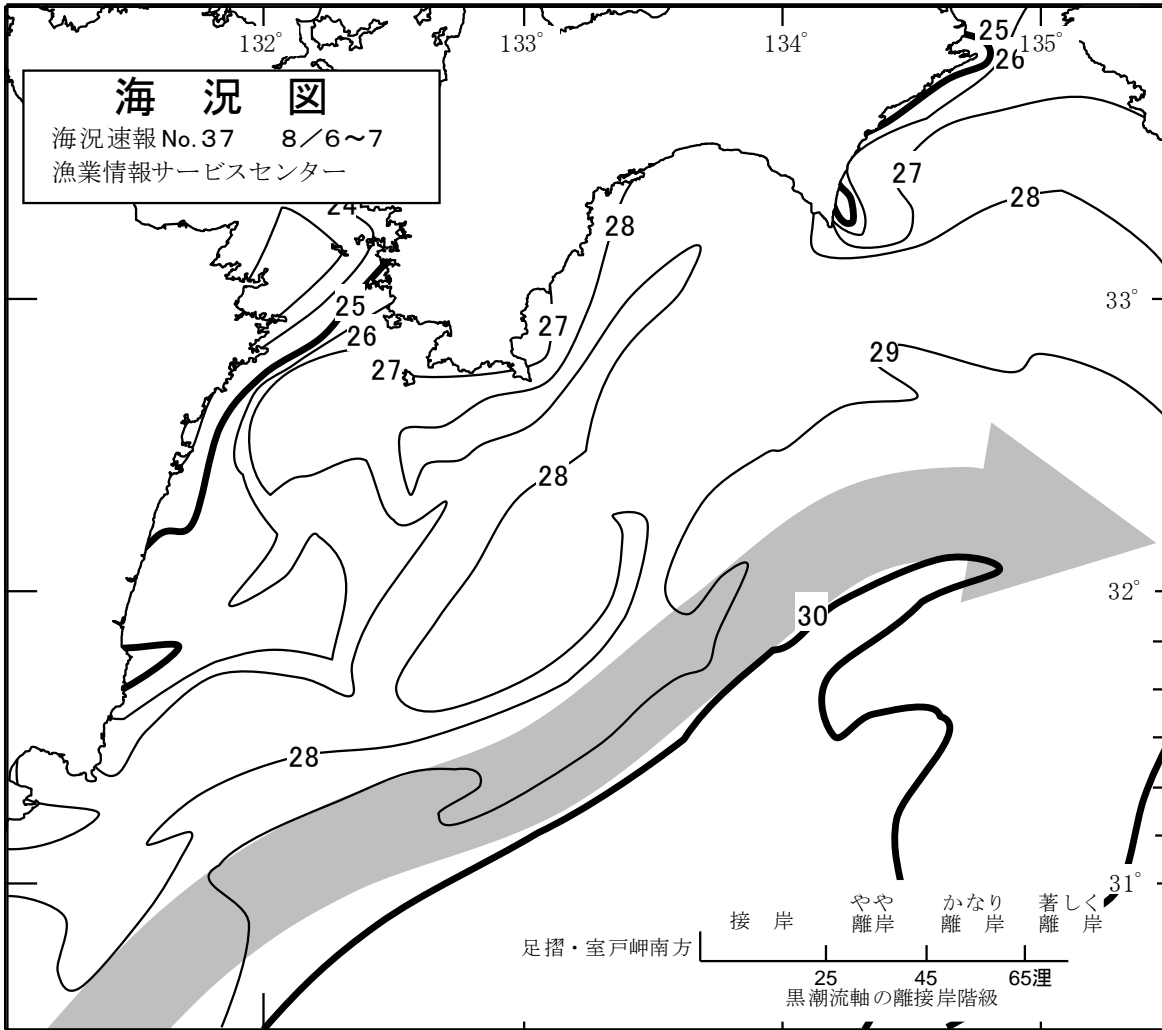 132°
133°
134°
135°
海 況 図
海況速報 No.37 8/6~7
漁業情報サービスセンター
25
26
27
28
24
33°
25
27
26
29
27
28
32°
30
28
31°
接 岸
やや
離岸
かなり
離 岸
著しく
離 岸
足摺・室戸岬南方
25
45
65浬
黒潮流軸の離接岸階級
28